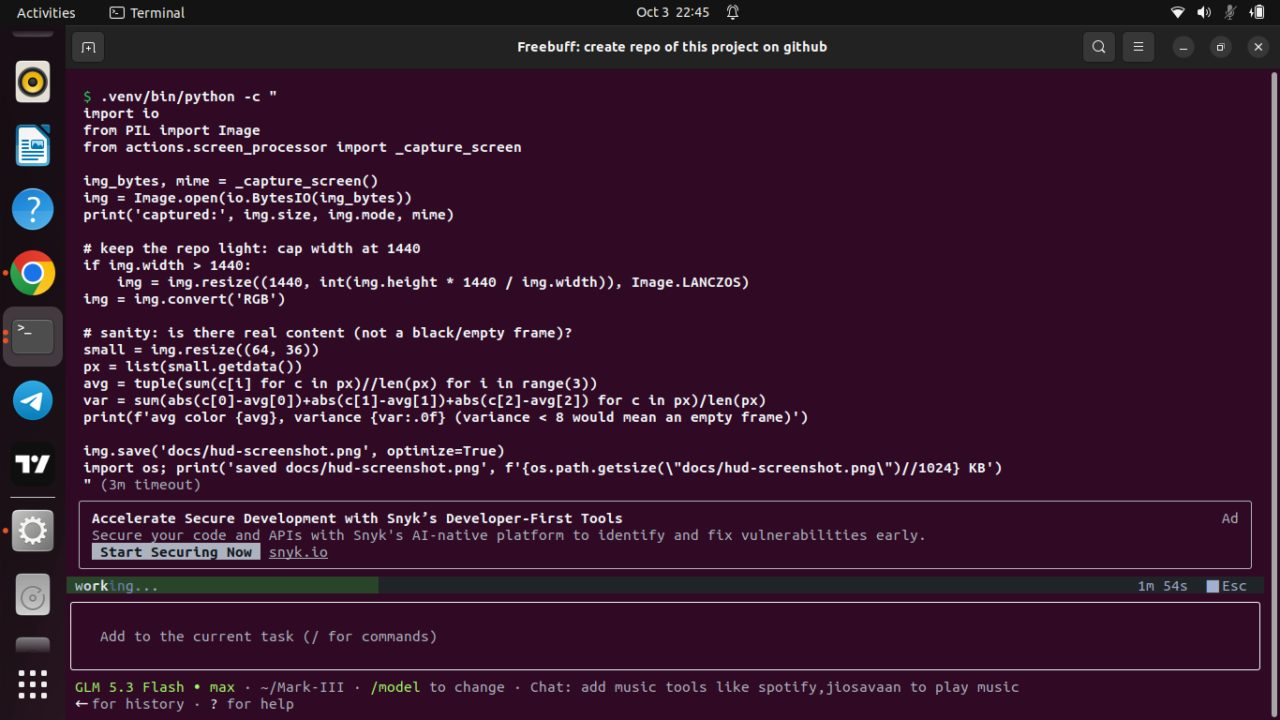 Activities
Terminal
Oct 3 22:45
Freebuff: create repo of this project on github
$ .venv/bin/python -c "
import io
from PIL import Image
from actions.screen_processor import _capture_screen
img_bytes, mime = _capture_screen()
img = Image.open(io.BytesIO(img_bytes))
print('captured:', img.size, img.mode, mime)
# keep the repo light: cap width at 1440
if img.width > 1440:
    img = img.resize((1440, int(img.height * 1440 / img.width)), Image.LANCZOS)
img = img.convert('RGB')
# sanity: is there real content (not a black/empty frame)?
small = img.resize((64, 36))
px = list(small.getdata())
avg = tuple(sum(c[i] for c in px)//len(px) for i in range(3))
var = sum(abs(c[0]-avg[0])+abs(c[1]-avg[1])+abs(c[2]-avg[2]) for c in px)/len(px)
print(f'avg color {avg}, variance {var:.0f} (variance < 8 would mean an empty frame)')
img.save('docs/hud-screenshot.png', optimize=True)
import os; print('saved docs/hud-screenshot.png', f'{os.path.getsize(\"docs/hud-screenshot.png\")//1024} KB')
" (3m timeout)
Accelerate Secure Development with Snyk's Developer-First Tools Ad
Secure your code and APIs with Snyk's AI-native platform to identify and fix vulnerabilities early.
Start Securing Now snyk.io
working... 1m 54s Esc
Add to the current task (/ for commands)
GLM 5.3 Flash • max · ~/Mark-III · /model to change · Chat: add music tools like spotify,jiosavaan to play music
← for history · ? for help